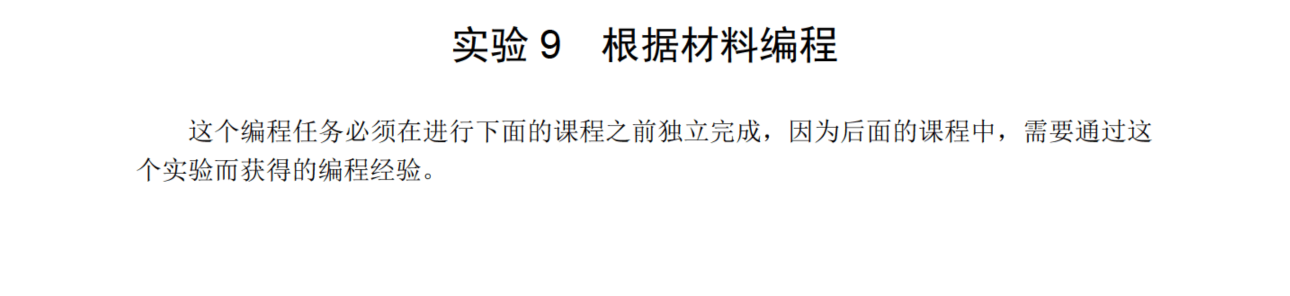 实验 9 根据材料编程
这个编程任务必须在进行下面的课程之前独立完成，因为后面的课程中，需要通过这
个实验而获得的编程经验。